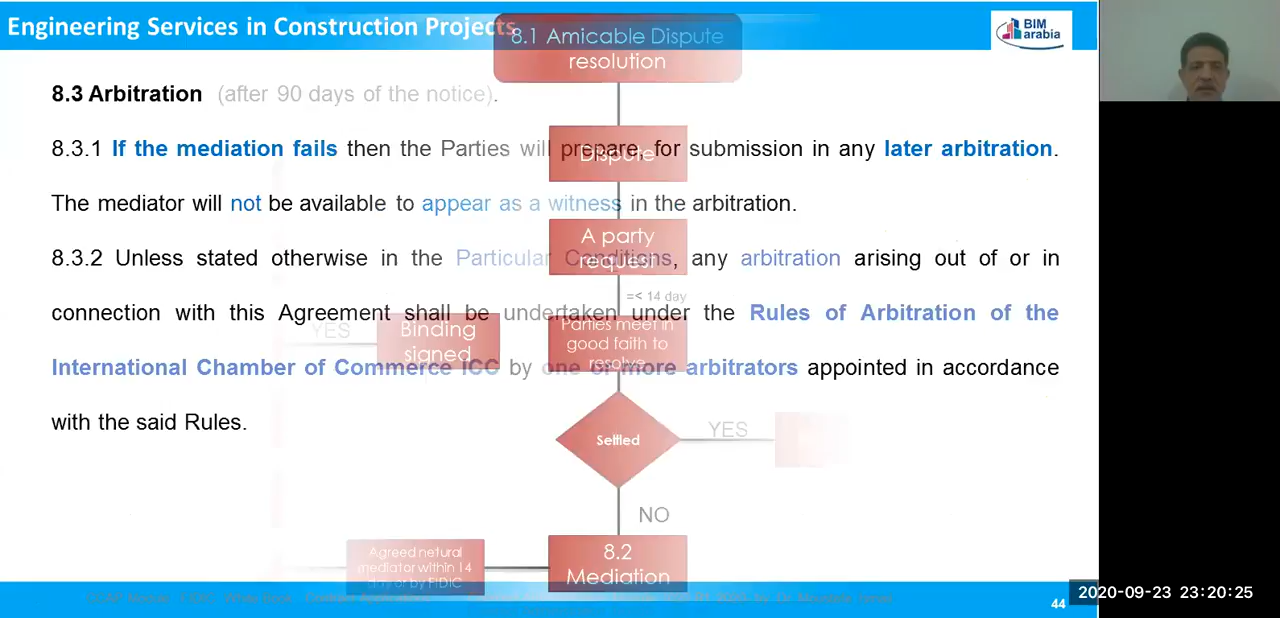 Engineering Services in Construction Projects
BIM
arabia
8.1 Amicable Dispute
resolution
8.3 Arbitration (after 90 days of the notice).
8.3.1 If the mediation fails then the Parties will prepare, for submission in any later arbitration.
Dispute
The mediator will not be available to appear as a witness in the arbitration.
A party
request
8.3.2 Unless stated otherwise in the Particular Conditions, any arbitration arising out of or in
=< 14 day
connection with this Agreement shall be undertaken under the Rules of Arbitration of the
YES
Binding
signed
Parties meet in
good faith to
resolve
International Chamber of Commerce ICC by one or more arbitrators appointed in accordance
with the said Rules.
Settled
YES
NO
8.2
Mediation
Agreed netural
mediator within 14
day or by FIDIC
44
2020-09-23 23:20:25